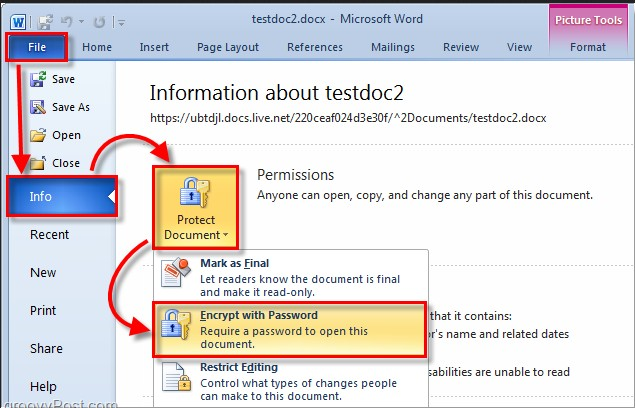 testdoc2.docx - Microsoft Word
Picture Tools
File Home Insert Page Layout References Mailings Review View Format
Save
Save As
Open
Close
Info
Recent
New
Print
Share
Help
Information about testdoc2
https://ubtdjl.docs.live.net/220ceaf024d3e30f/^2Documents/testdoc2.docx
Protect
Document
Permissions
Anyone can open, copy, and change any part of this document.
Mark as Final
Let readers know the document is final
and make it read-only.
Encrypt with Password
Require a password to open this
document.
Restrict Editing
Control what types of changes people
can make to this document.
that it contains:
or's name and related dates
sabilities are unable to read
groovyPost.com